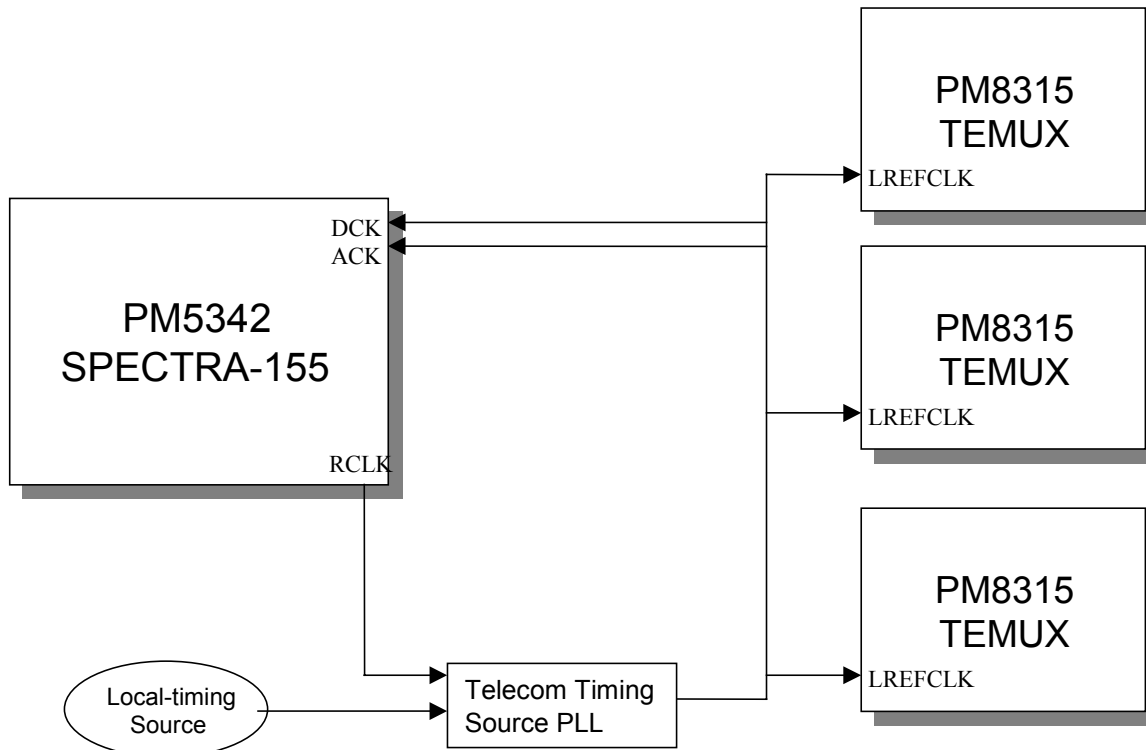 PM8315
TEMUX
LREFCLK
DCK
ACK
PM5342
SPECTRA-155
RCLK
PM8315
TEMUX
LREFCLK
PM8315
TEMUX
LREFCLK
Local-timing
Source
Telecom Timing
Source PLL